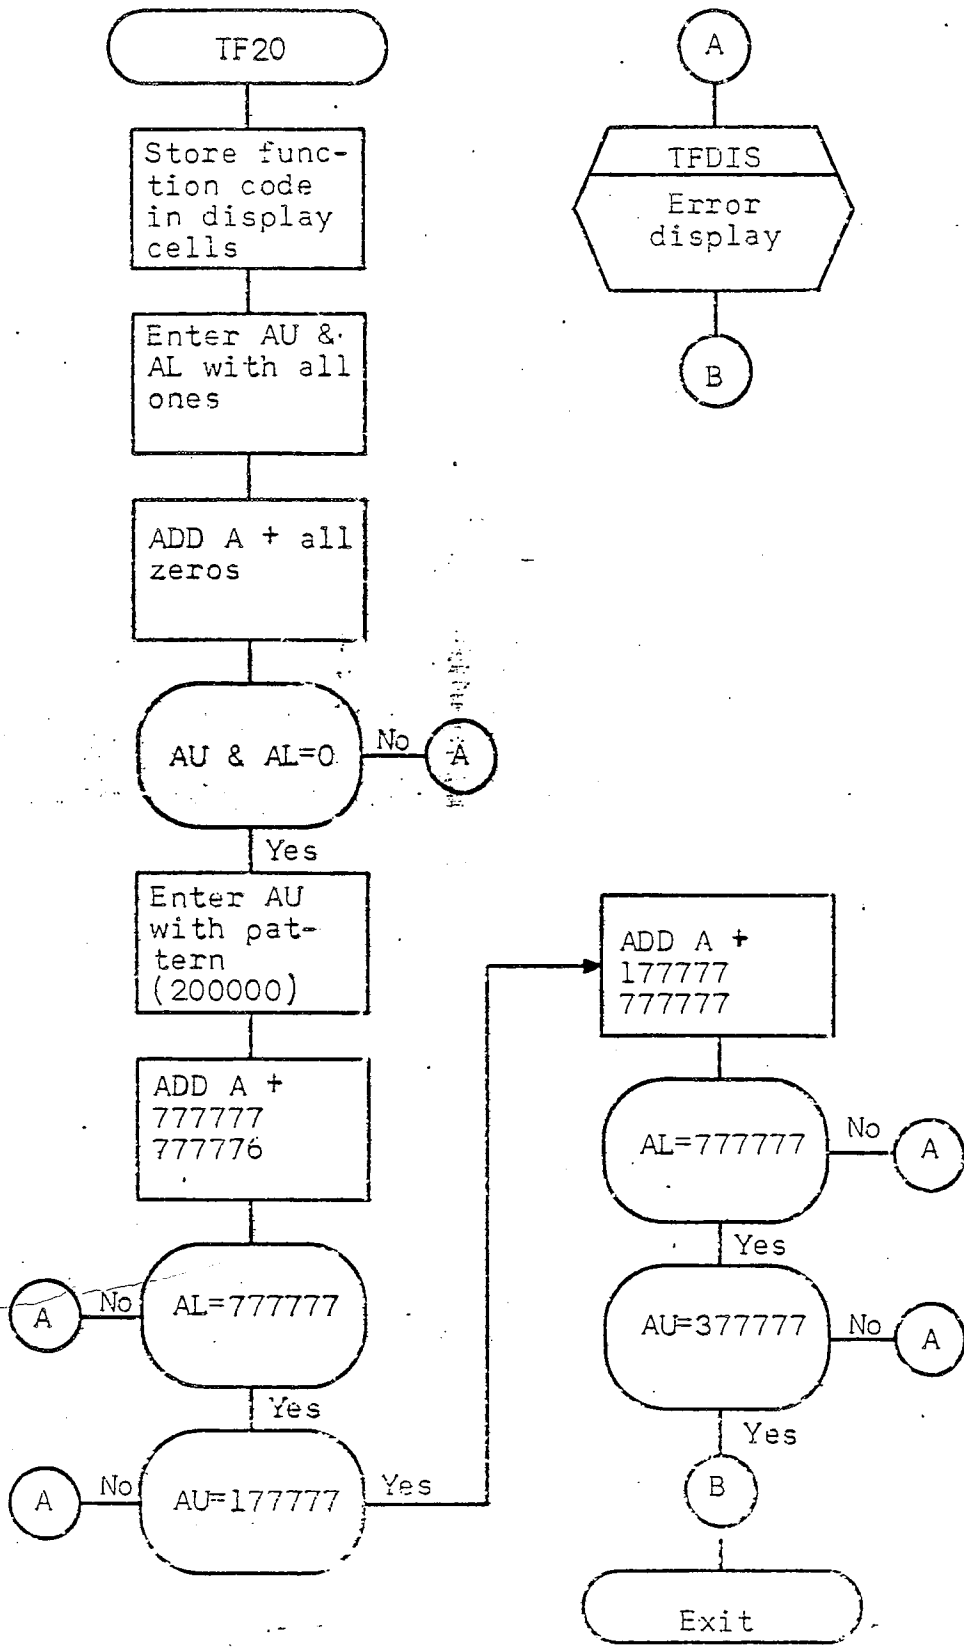 TF20
Store func-
tion code
in display
cells
Enter AU &
AL with all
ones
ADD A + all
zeros
AU & AL=0
No
A
Yes
Enter AU
with pat-
tern
(200000)
ADD A +
777777
777776
A
No
AL=777777
Yes
A
No
AU=177777
Yes
A
TFDIS
Error
display
B
ADD A +
177777
777777
AL=777777
No
A
Yes
AU=377777
No
A
Yes
B
Exit